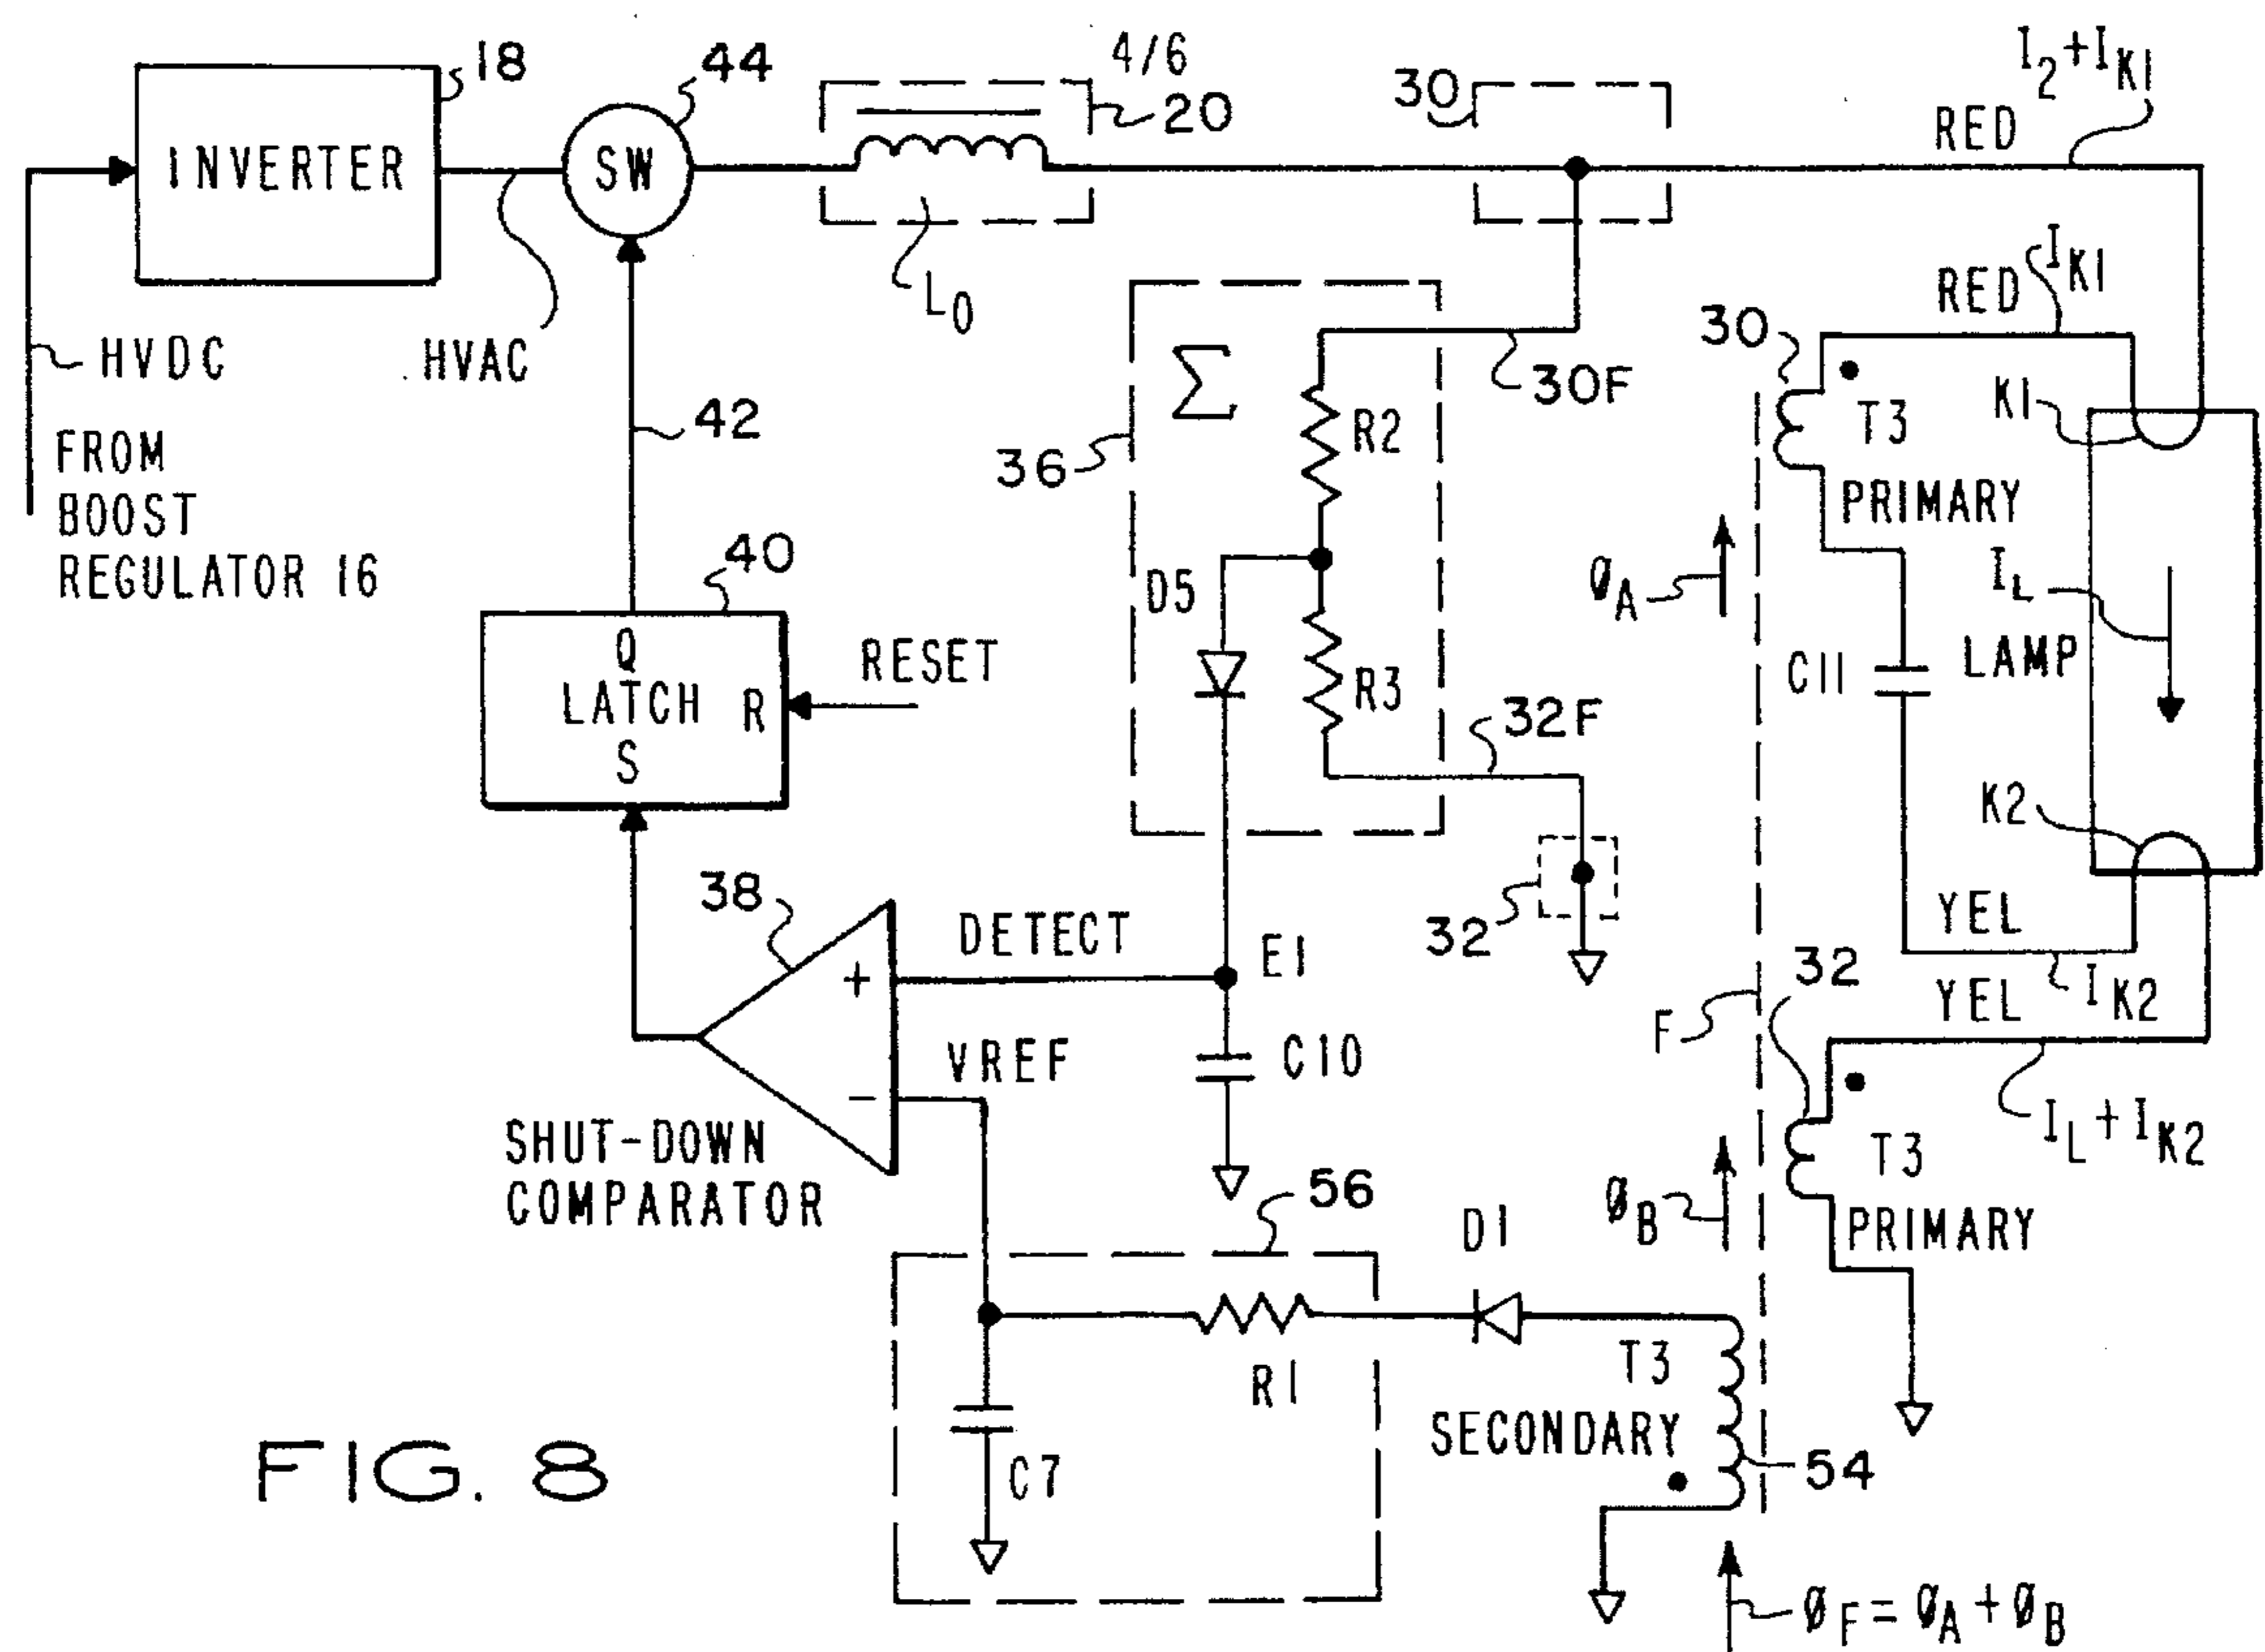 18
INVERTER
44
SW
4/6
20
L0
30
I2+IK1
RED
HVDC
HVAC
FROM
BOOST
REGULATOR 16
42
36
Σ
R2
30F
RED
IK1
30
T3
K1
PRIMARY
ØA
C11
IL
LAMP
40
Q
LATCH
R
S
RESET
D5
R3
32F
K2
38
DETECT
E1
32
YEL
IK2
YEL
32
+
VREF
−
C10
F
SHUT-DOWN
COMPARATOR
56
ØB
T3
IL+IK2
PRIMARY
D1
R1
T3
SECONDARY
54
C7
FIG. 8
ØF=ØA+ØB